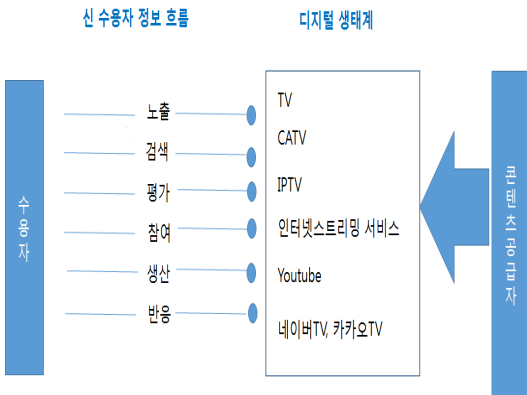 신 수용자 정보 흐름
디지털 생태계
수용자
노출
검색
평가
참여
생산
반응
TV
CATV
IPTV
인터넷스트리밍 서비스
Youtube
네이버TV, 카카오TV
콘텐츠공급자